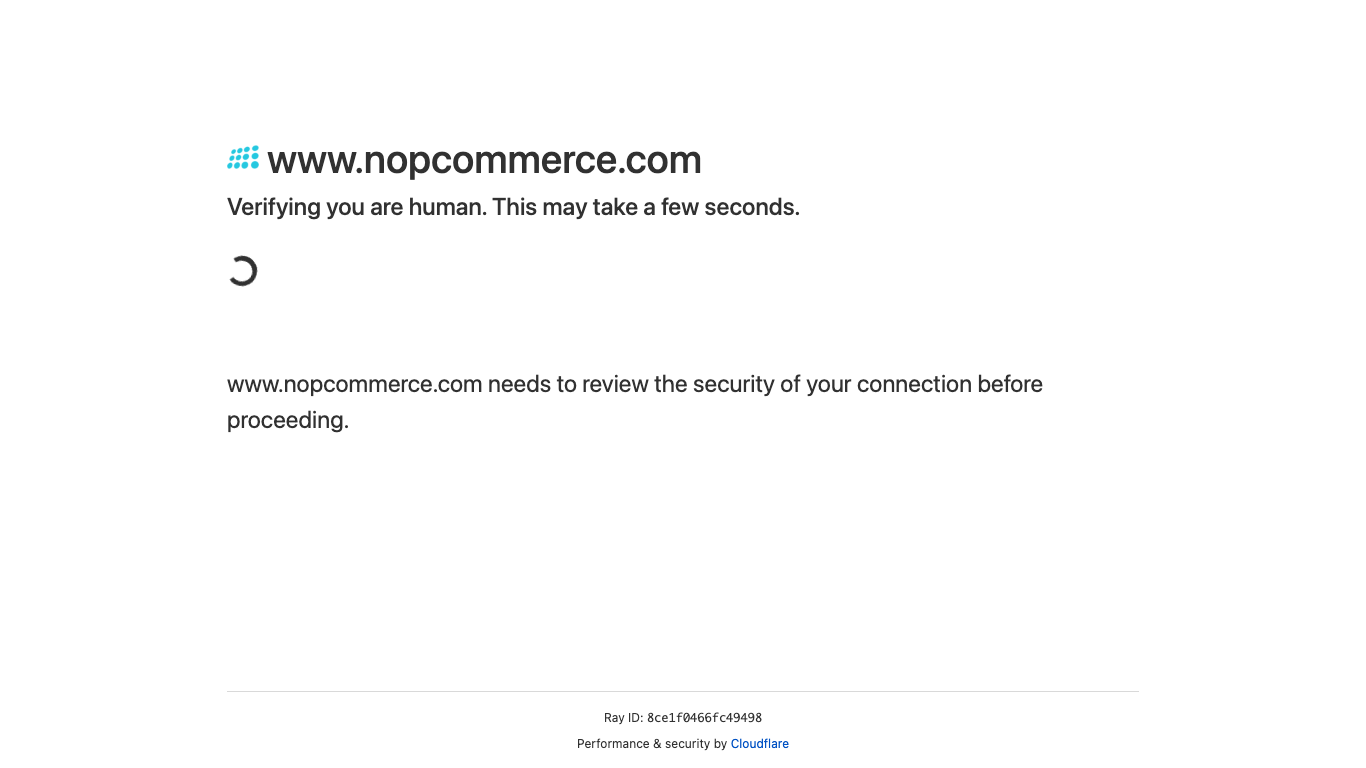 www.nopcommerce.com
Verifying you are human. This may take a few seconds.
www.nopcommerce.com needs to review the security of your connection before
proceeding.
Ray ID: 8ce1f0466fc49498
Performance & security by Cloudflare